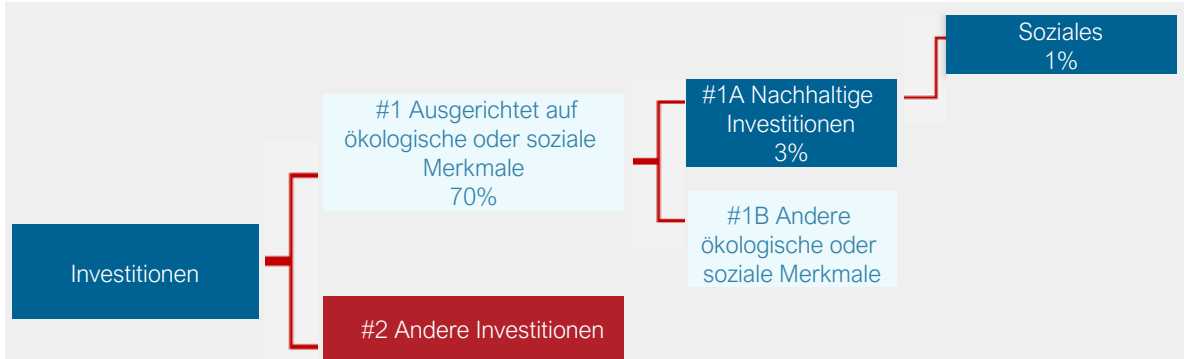 Soziales
1%
#1A Nachhaltige
Investitionen
3%
#1 Ausgerichtet auf
ökologische oder soziale
Merkmale
70%
#1B Andere
ökologische oder
soziale Merkmale
Investitionen
#2 Andere Investitionen